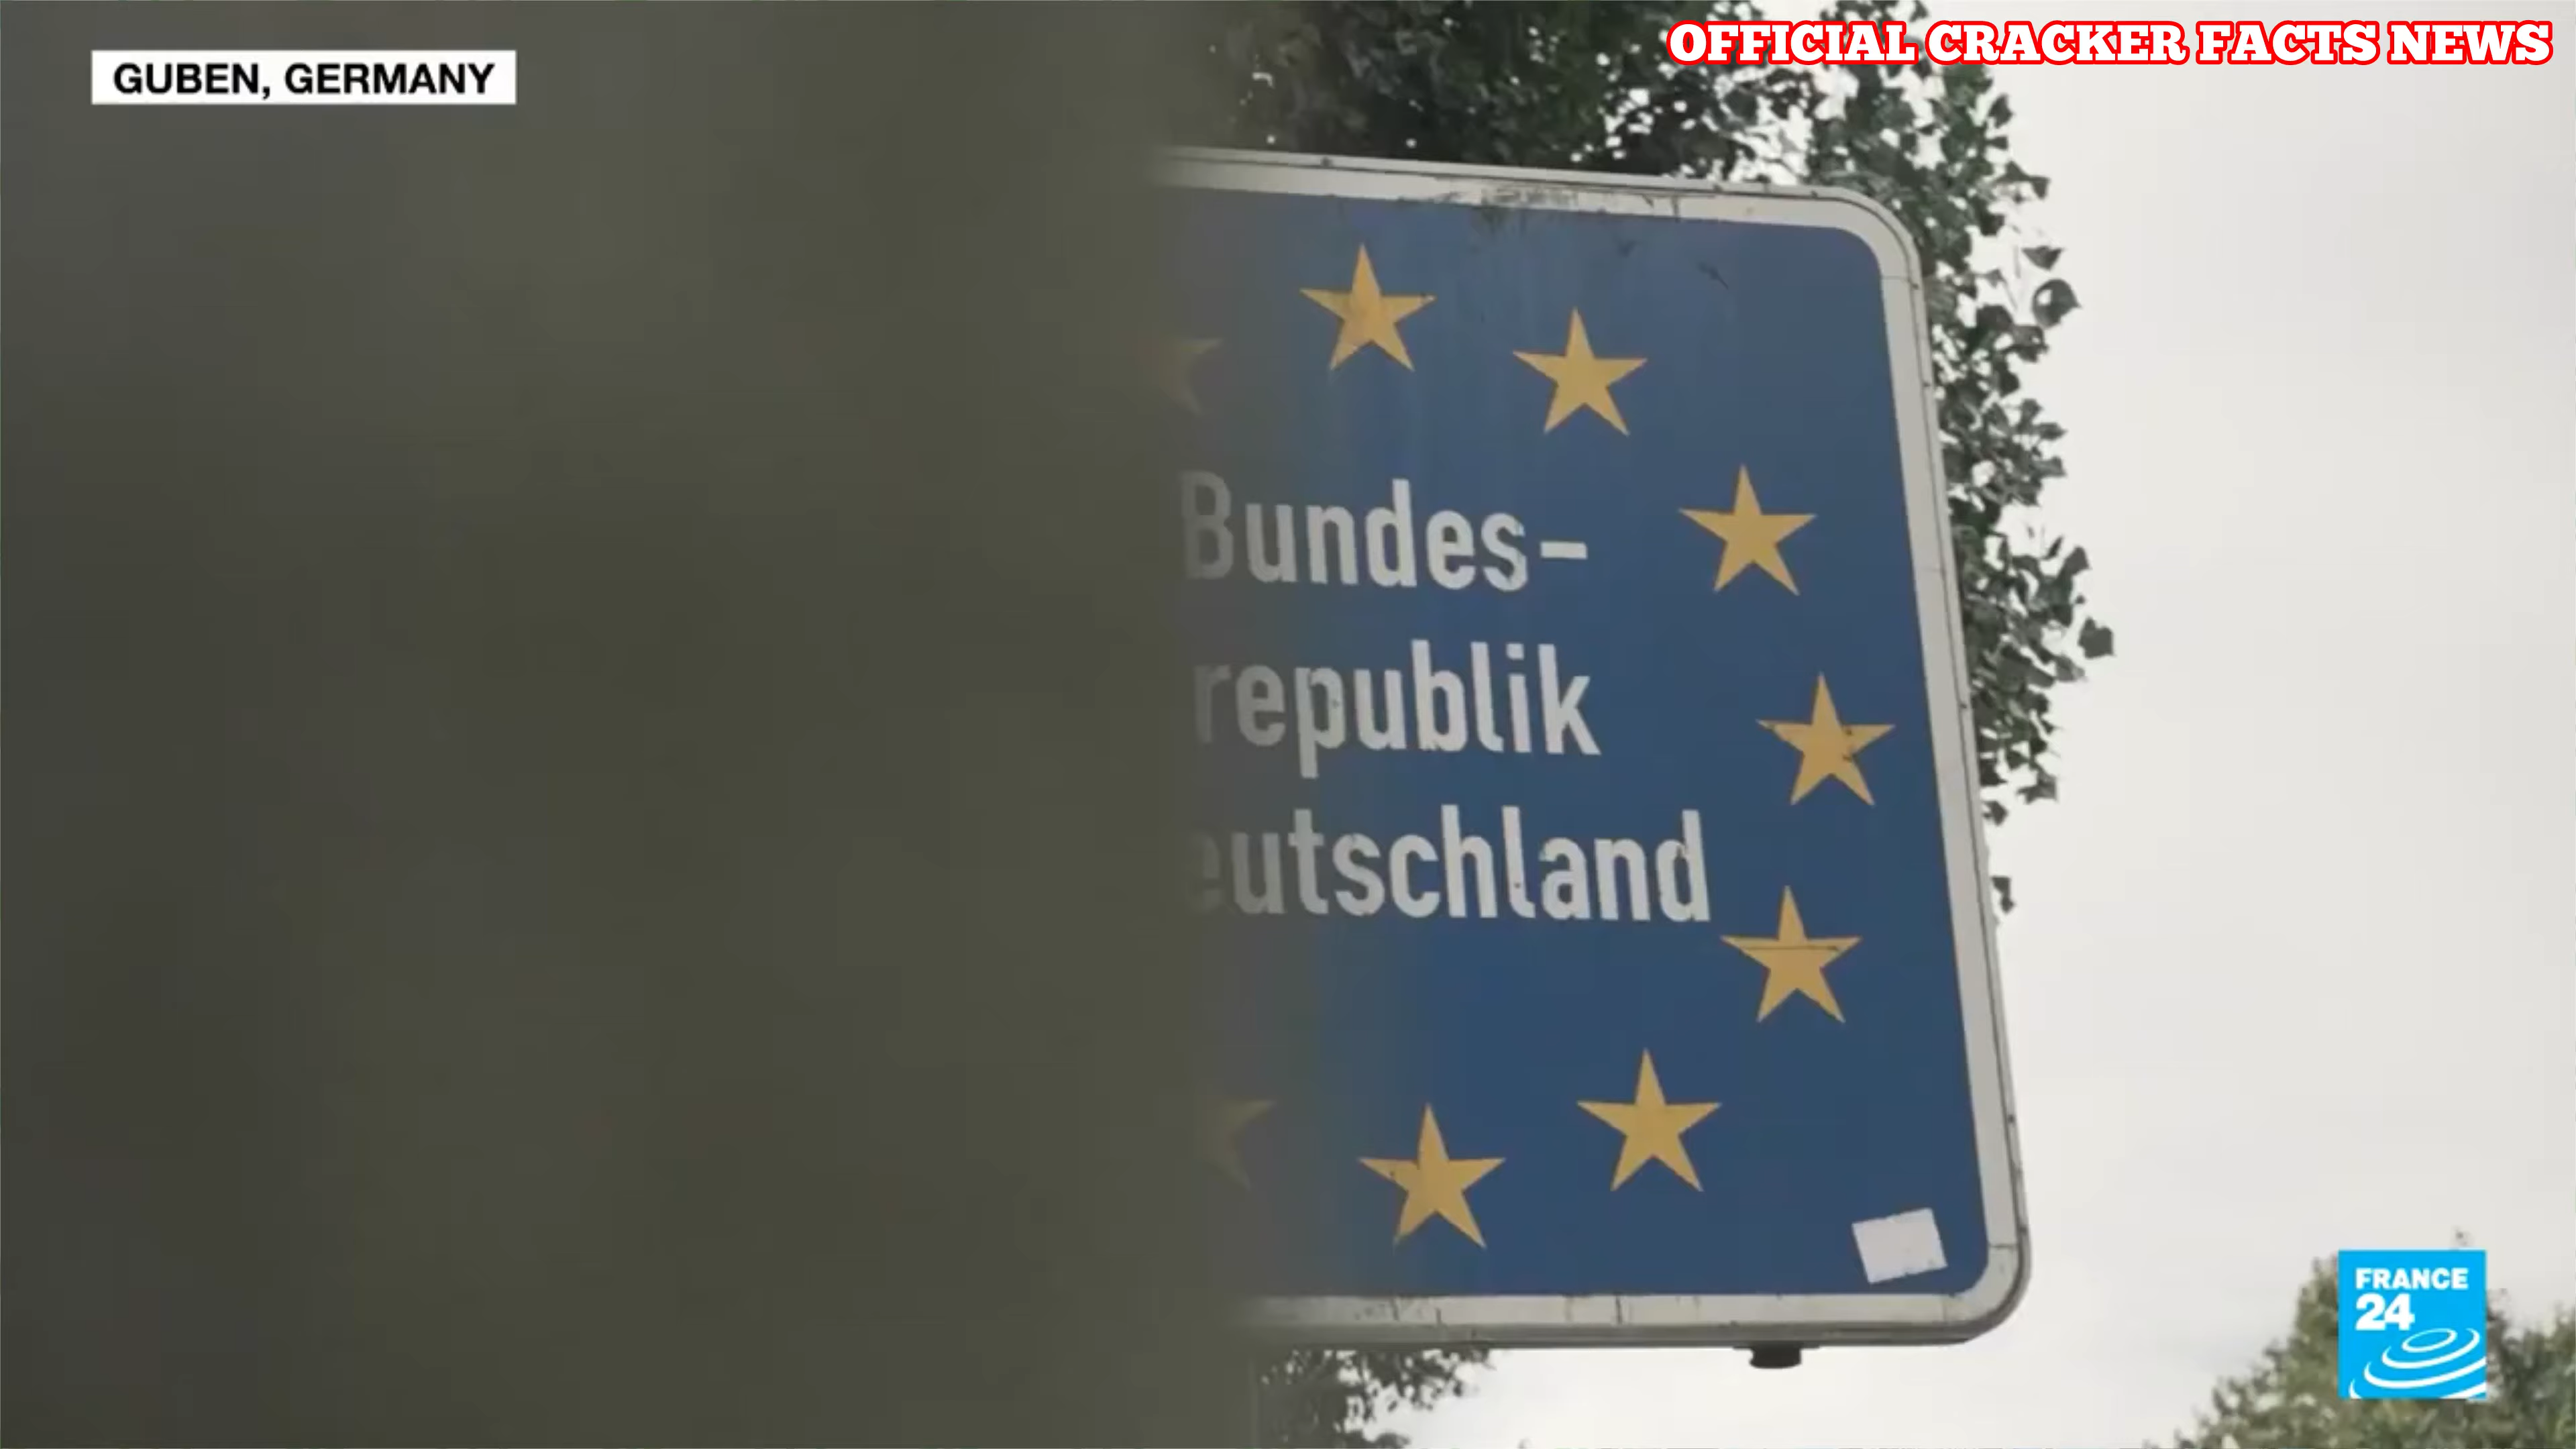 OFFICIAL CRACKER FACTS NEWS
GUBEN, GERMANY
Bundes-
republik
eutschland
FRANCE
24